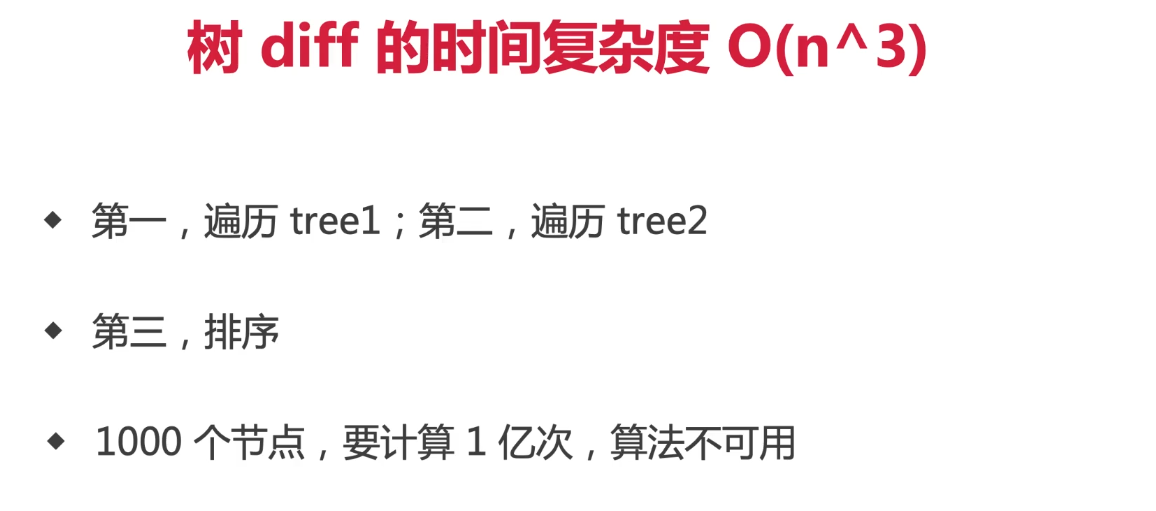 树 diff 的时间复杂度 O(n^3)
◆ 第一，遍历 tree1；第二，遍历 tree2
◆ 第三，排序
◆ 1000 个节点，要计算 1 亿次，算法不可用